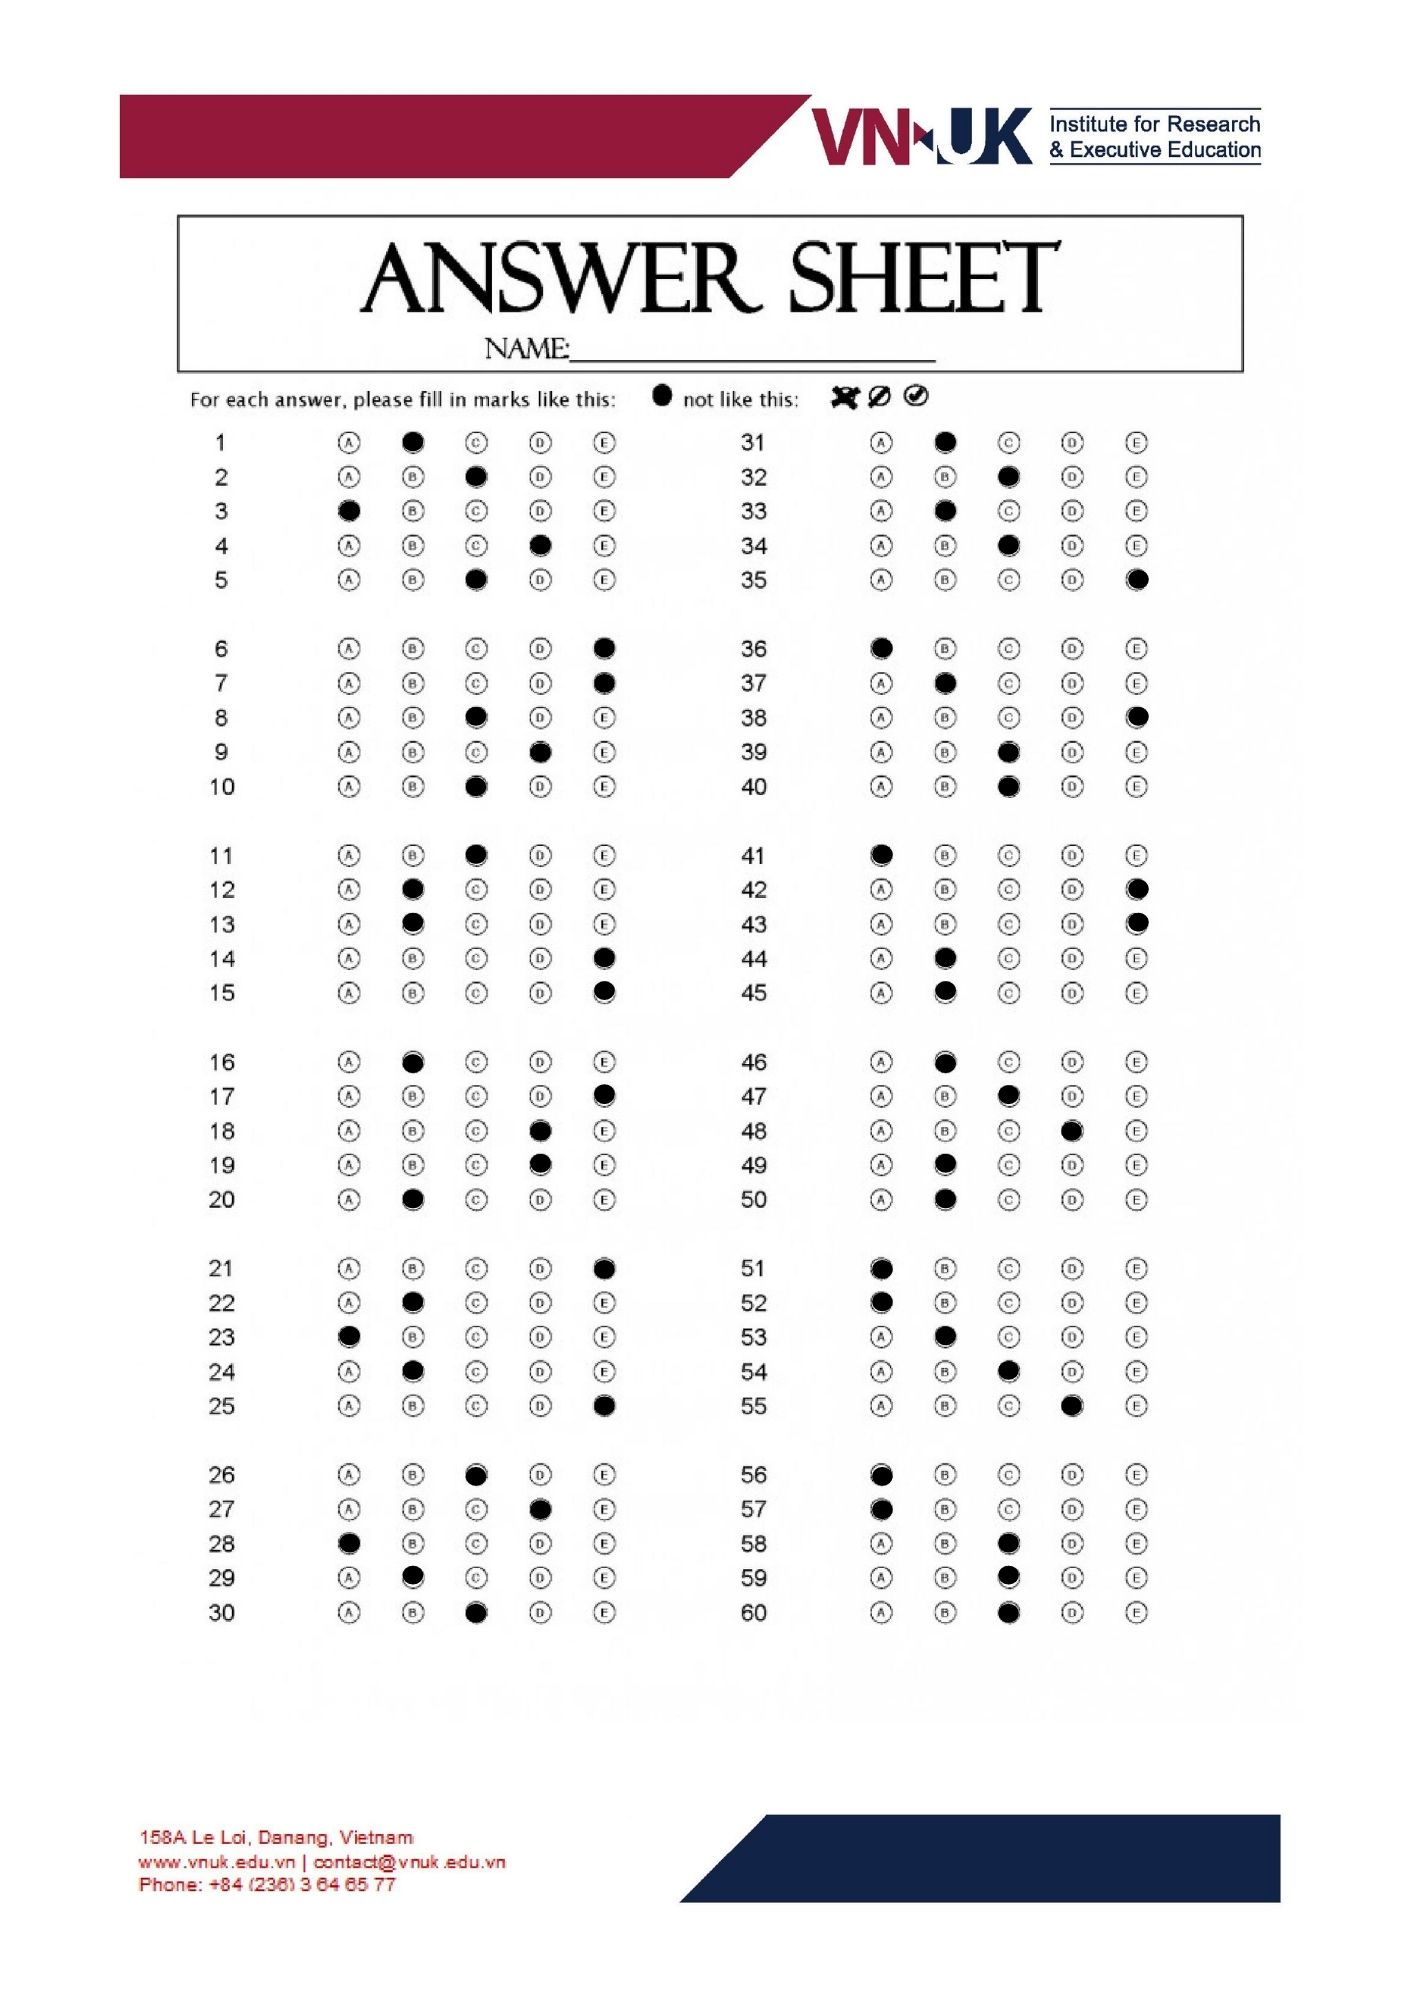 VN UK Institute for Research
& Executive Education
ANSWER SHEET
NAME:
For each answer, please fill in marks like this: not like this:
1 A C D E 31 A C D E
2 A B D E 32 A B D E
3 B C D E 33 A C D E
4 A B C E 34 A B D E
5 A B D E 35 A B C D
6 A B C D 36 B C D E
7 A B C D 37 A C D E
8 A B D E 38 A B C D
9 A B C E 39 A B D E
10 A B D E 40 A B D E
11 A B D E 41 B C D E
12 A C D E 42 A B C D
13 A C D E 43 A B C D
14 A B C D 44 A C D E
15 A B C D 45 A C D E
16 A C D E 46 A C D E
17 A B C D 47 A B D E
18 A B C E 48 A B C E
19 A B C E 49 A C D E
20 A C D E 50 A C D E
21 A B C D 51 B C D E
22 A C D E 52 B C D E
23 B C D E 53 A C D E
24 A C D E 54 A B D E
25 A B C D 55 A B C E
26 A B D E 56 B C D E
27 A B C E 57 B C D E
28 B C D E 58 A B D E
29 A C D E 59 A B D E
30 A B D E 60 A B D E
158A Le Loi, Danang, Vietnam
www.vnuk.edu.vn | contact@vnuk.edu.vn
Phone: +84 (236) 3 64 65 77